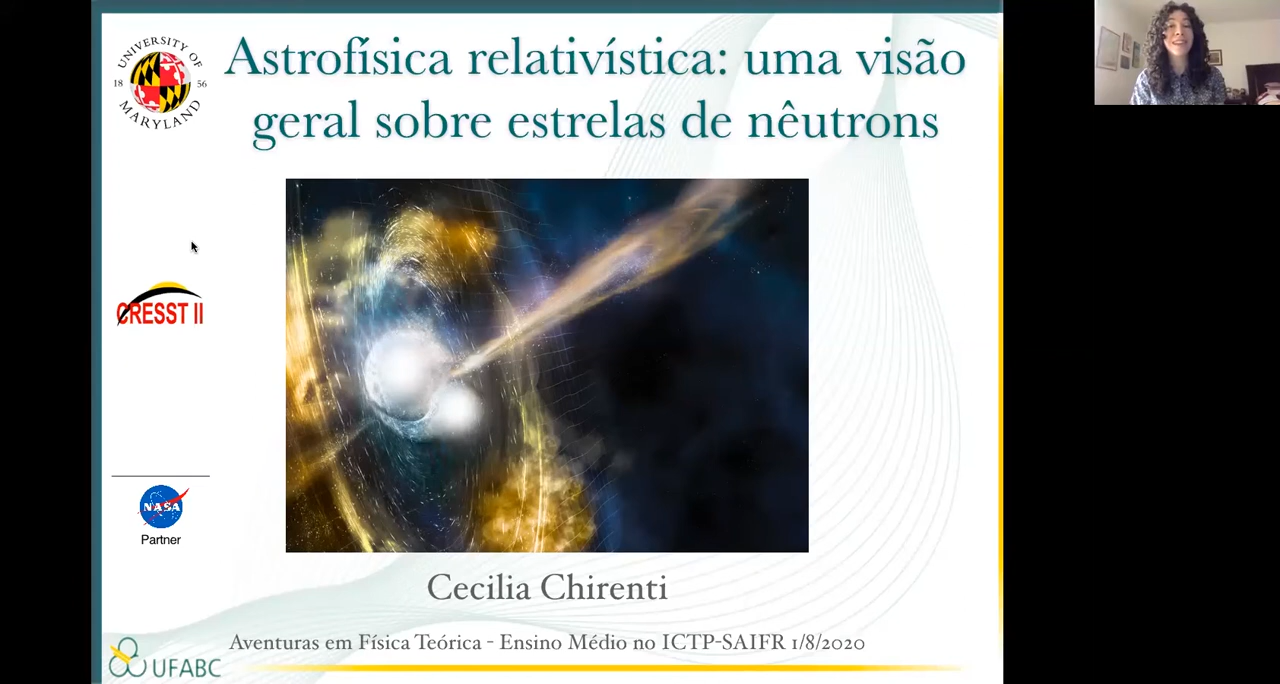 UNIVERSITY OF
18 56
MARYLAND
Astrofísica relativística: uma visão
geral sobre estrelas de nêutrons
CRESST II
NASA
Partner
Cecilia Chirenti
Aventuras em Física Teórica - Ensino Médio no ICTP-SAIFR 1/8/2020
UFABC